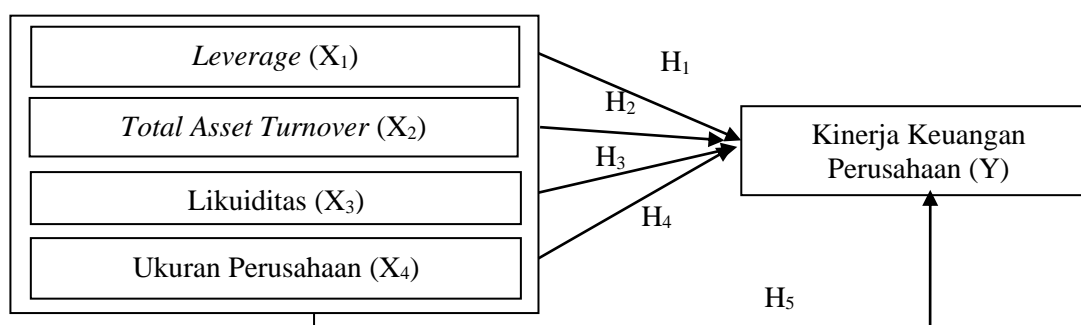 Leverage (X₁)
Total Asset Turnover (X₂)
Likuiditas (X₃)
Ukuran Perusahaan (X₄)
H₁
H₂
H₃
H₄
Kinerja Keuangan
Perusahaan (Y)
H₅